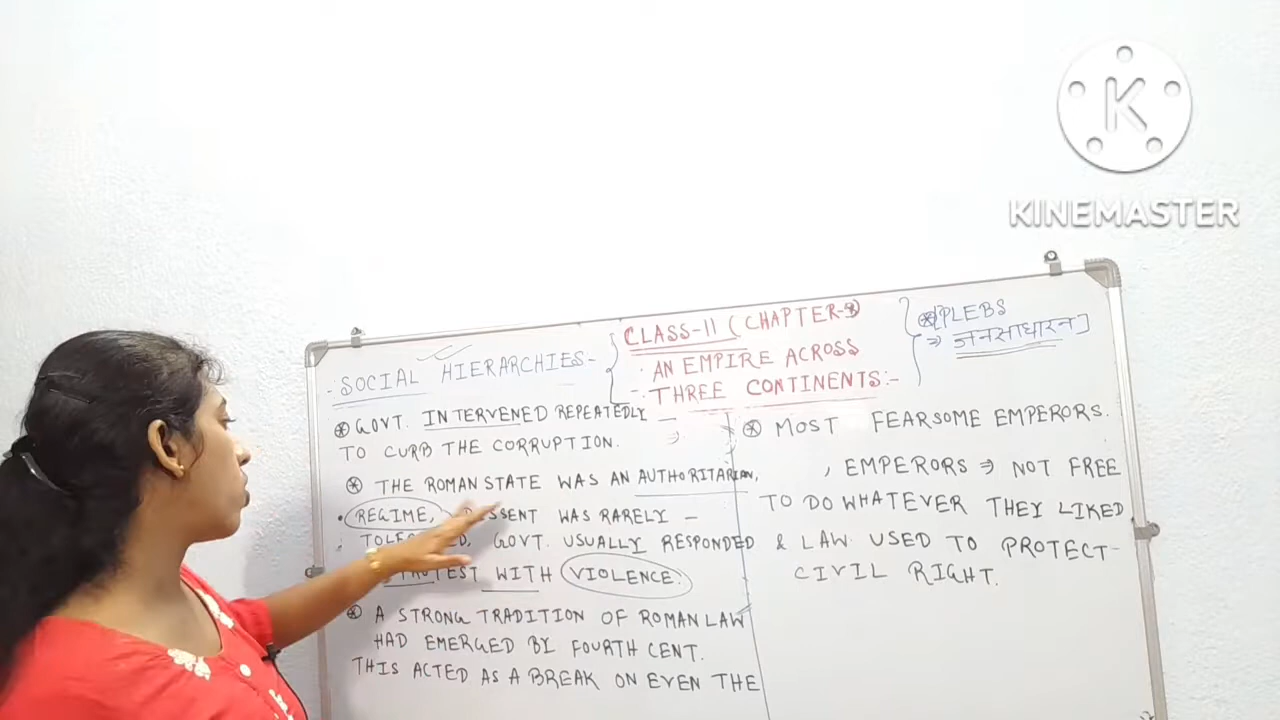 K
KINEMASTER
CLASS-11 (CHAPTER-
AN EMPIRE ACROSS
THREE CONTINENTS:-
⊛ PLEBS
⇒ जनसाधारन]
SOCIAL HIERARCHIES-
⊛ GOVT. INTERVENED REPEATEDLY
TO CURB THE CORRUPTION.
⊛ THE ROMAN STATE WAS AN AUTHORITARIAN,
REGIME, WAS RARELY -
GOVT. USUALLY RESPONDED
WITH VIOLENCE.
⊛ A STRONG TRADITION OF ROMAN LAW
HAD EMERGED BY FOURTH CENT.
THIS ACTED AS A BREAK ON EVEN THE
⊛ MOST FEARSOME EMPERORS.
, EMPERORS ⇒ NOT FREE
TO DO WHATEVER THEY LIKED
& LAW USED TO PROTECT-
CIVIL RIGHT.